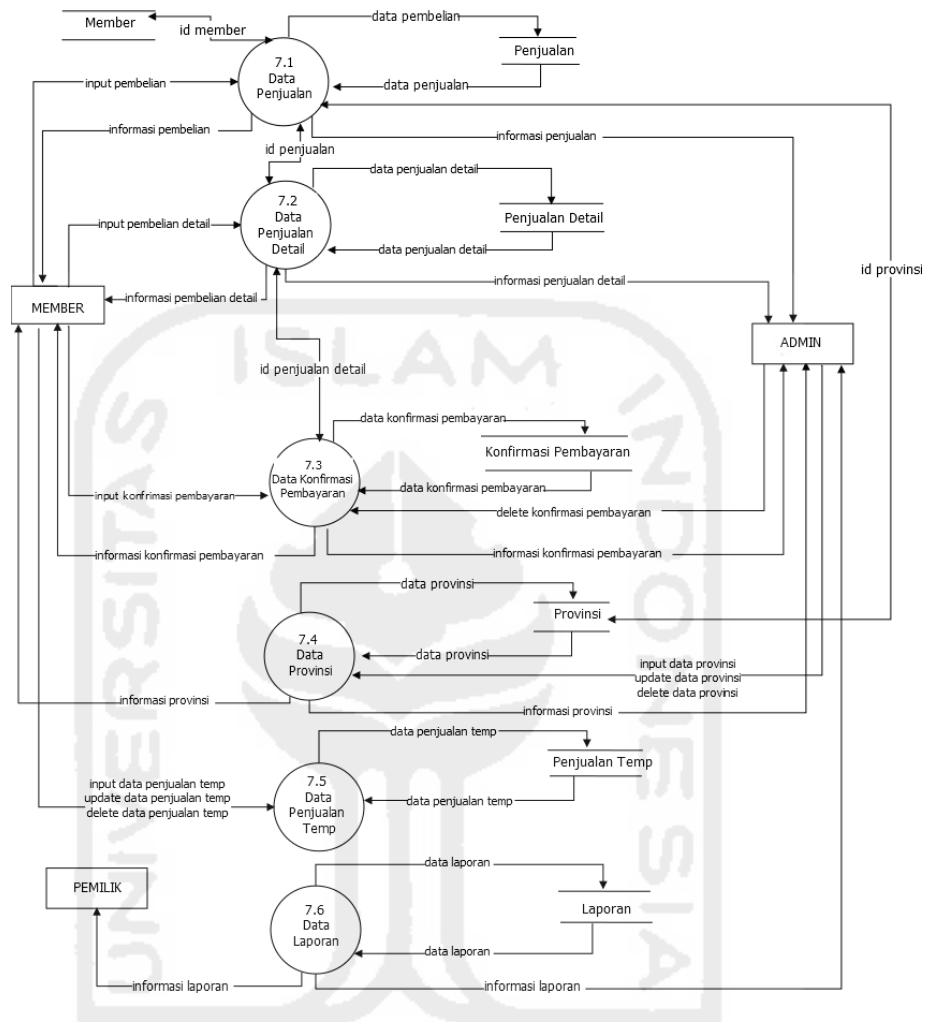 Member
id member
data pembelian
Penjualan
7.1
Data
Penjualan
input pembelian
data penjualan
informasi pembelian
informasi penjualan
id penjualan
data penjualan detail
7.2
Data
Penjualan
Detail
Penjualan Detail
input pembelian detail
data penjualan detail
id provinsi
informasi penjualan detail
informasi pembelian detail
MEMBER
ADMIN
id penjualan detail
data konfirmasi pembayaran
Konfirmasi Pembayaran
7.3
Data Konfirmasi
Pembayaran
input konfrimasi pembayaran
data konfirmasi pembayaran
delete konfirmasi pembayaran
informasi konfirmasi pembayaran
informasi konfirmasi pembayaran
data provinsi
Provinsi
7.4
Data
Provinsi
data provinsi
input data provinsi
update data provinsi
delete data provinsi
informasi provinsi
informasi provinsi
data penjualan temp
Penjualan Temp
7.5
Data
Penjualan
Temp
input data penjualan temp
update data penjualan temp
delete data penjualan temp
data penjualan temp
data laporan
PEMILIK
Laporan
7.6
Data
Laporan
data laporan
informasi laporan
informasi laporan
UNIVERSITAS
ISLAM
INDONESIA